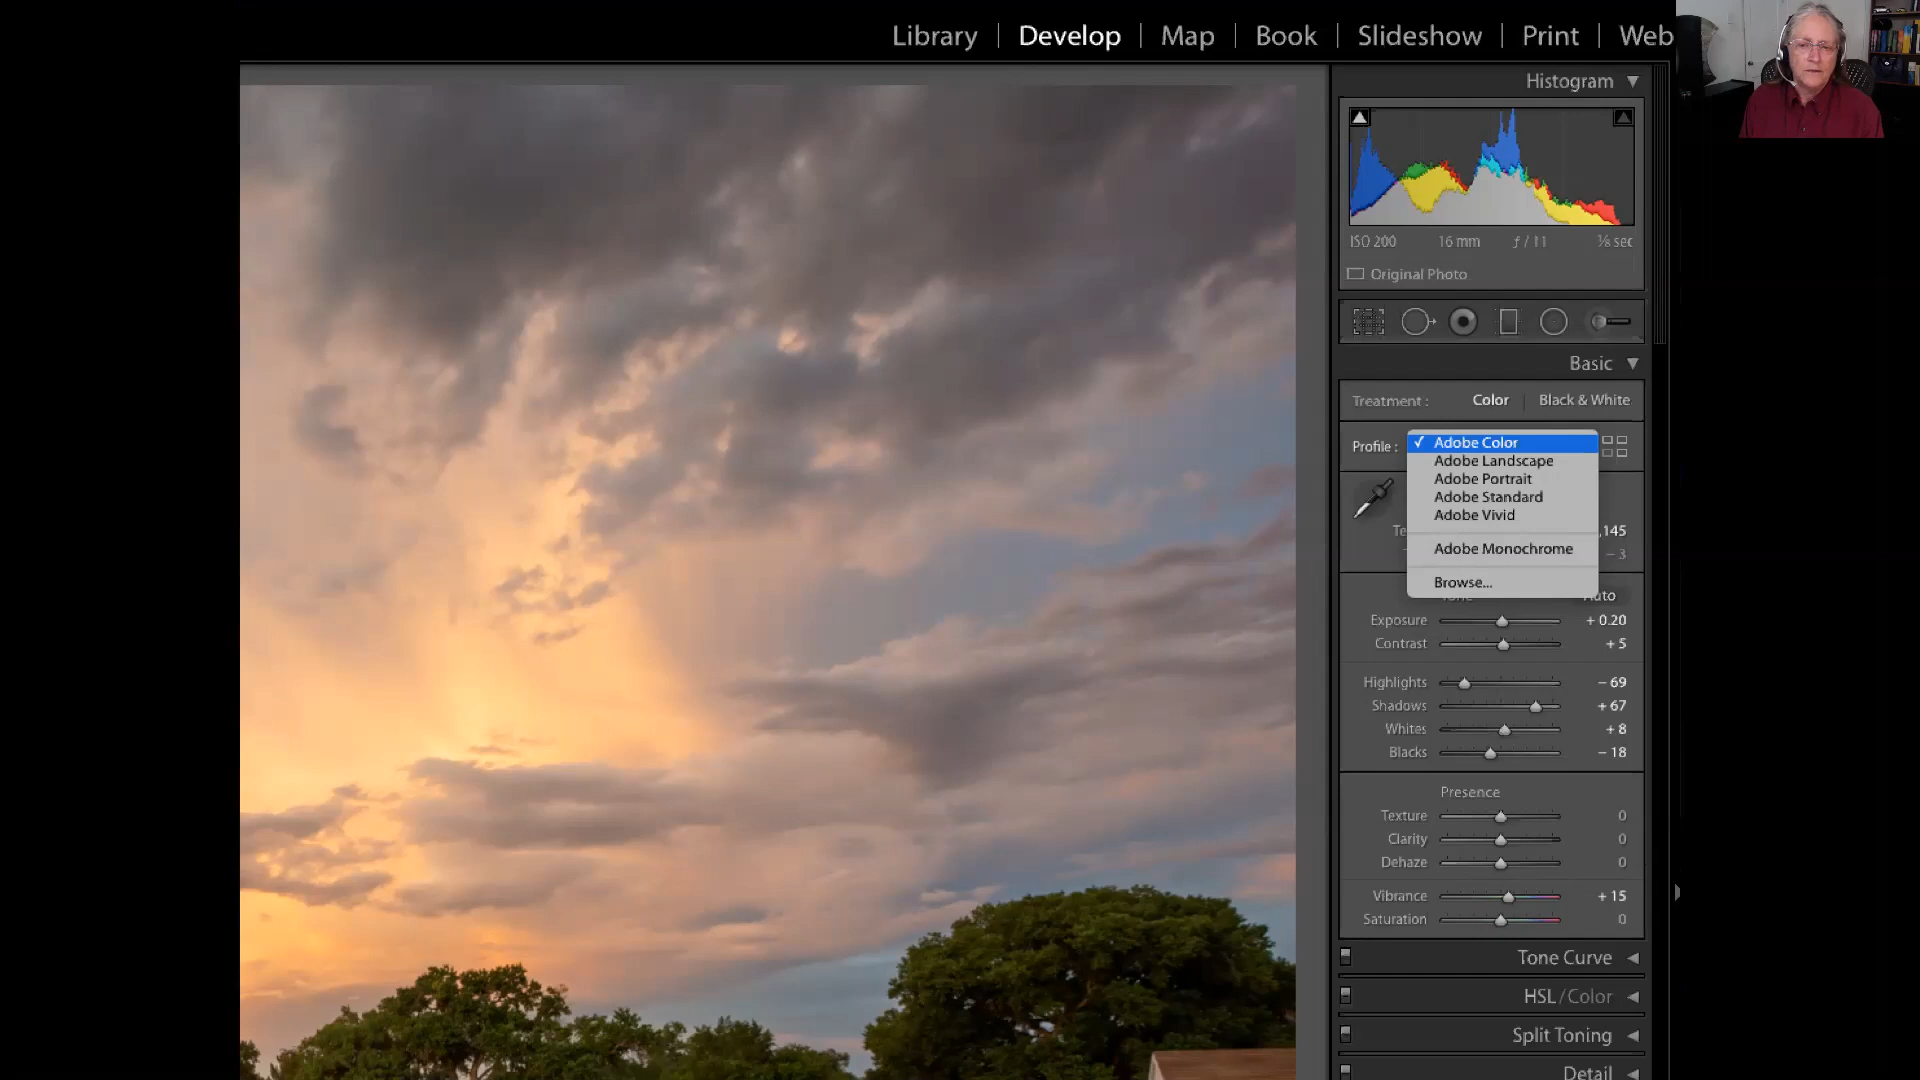 Library | Develop | Map | Book | Slideshow | Print | Web
Histogram
ISO 200 16 mm ƒ / 11 ⅛ sec
Original Photo
Basic
Treatment : Color | Black & White
Profile :
✓ Adobe Color
Adobe Landscape
Adobe Portrait
Adobe Standard
Adobe Vivid
Adobe Monochrome
Browse...
,145
– 3
Auto
Exposure + 0.20
Contrast + 5
Highlights – 69
Shadows + 67
Whites + 8
Blacks – 18
Presence
Texture 0
Clarity 0
Dehaze 0
Vibrance + 15
Saturation 0
Tone Curve
HSL / Color
Split Toning
Detail